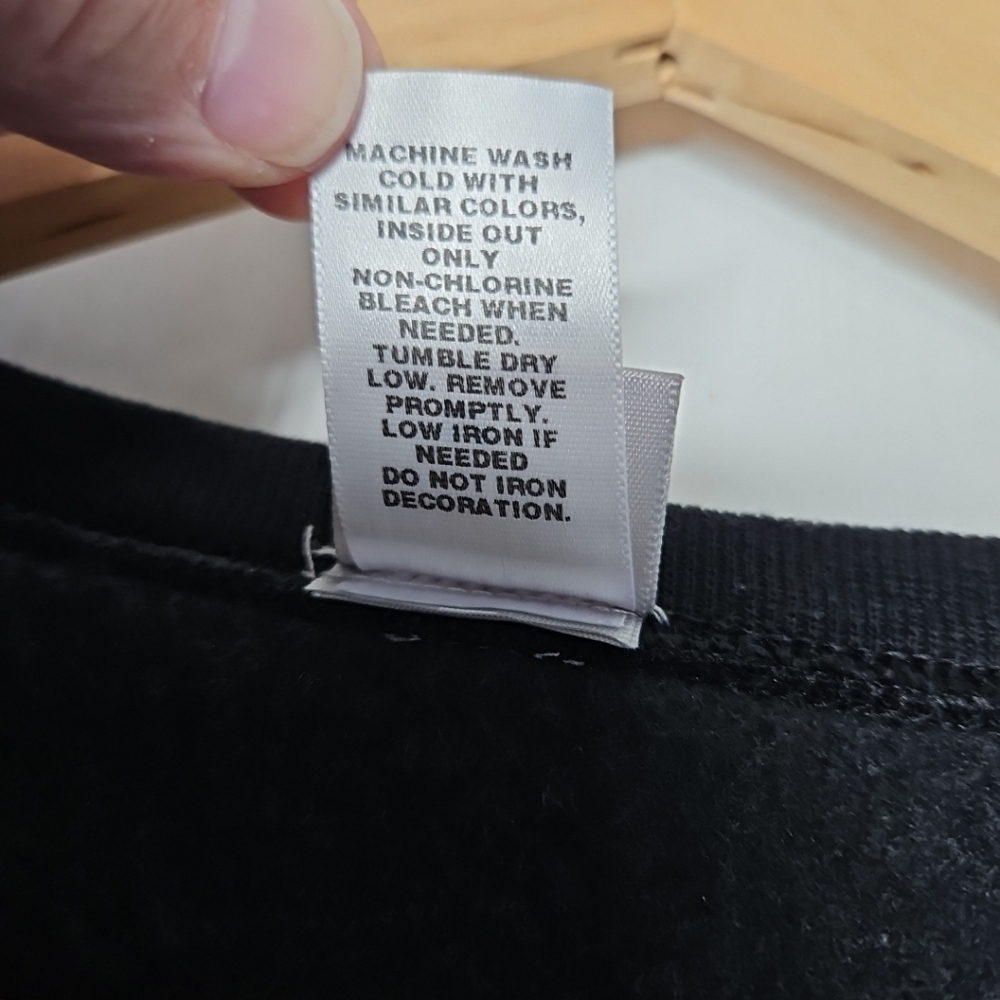 MACHINE WASH
COLD WITH
SIMILAR COLORS,
INSIDE OUT
ONLY
NON-CHLORINE
BLEACH WHEN
NEEDED.
TUMBLE DRY
LOW. REMOVE
PROMPTLY.
LOW IRON IF
NEEDED
DO NOT IRON
DECORATION.